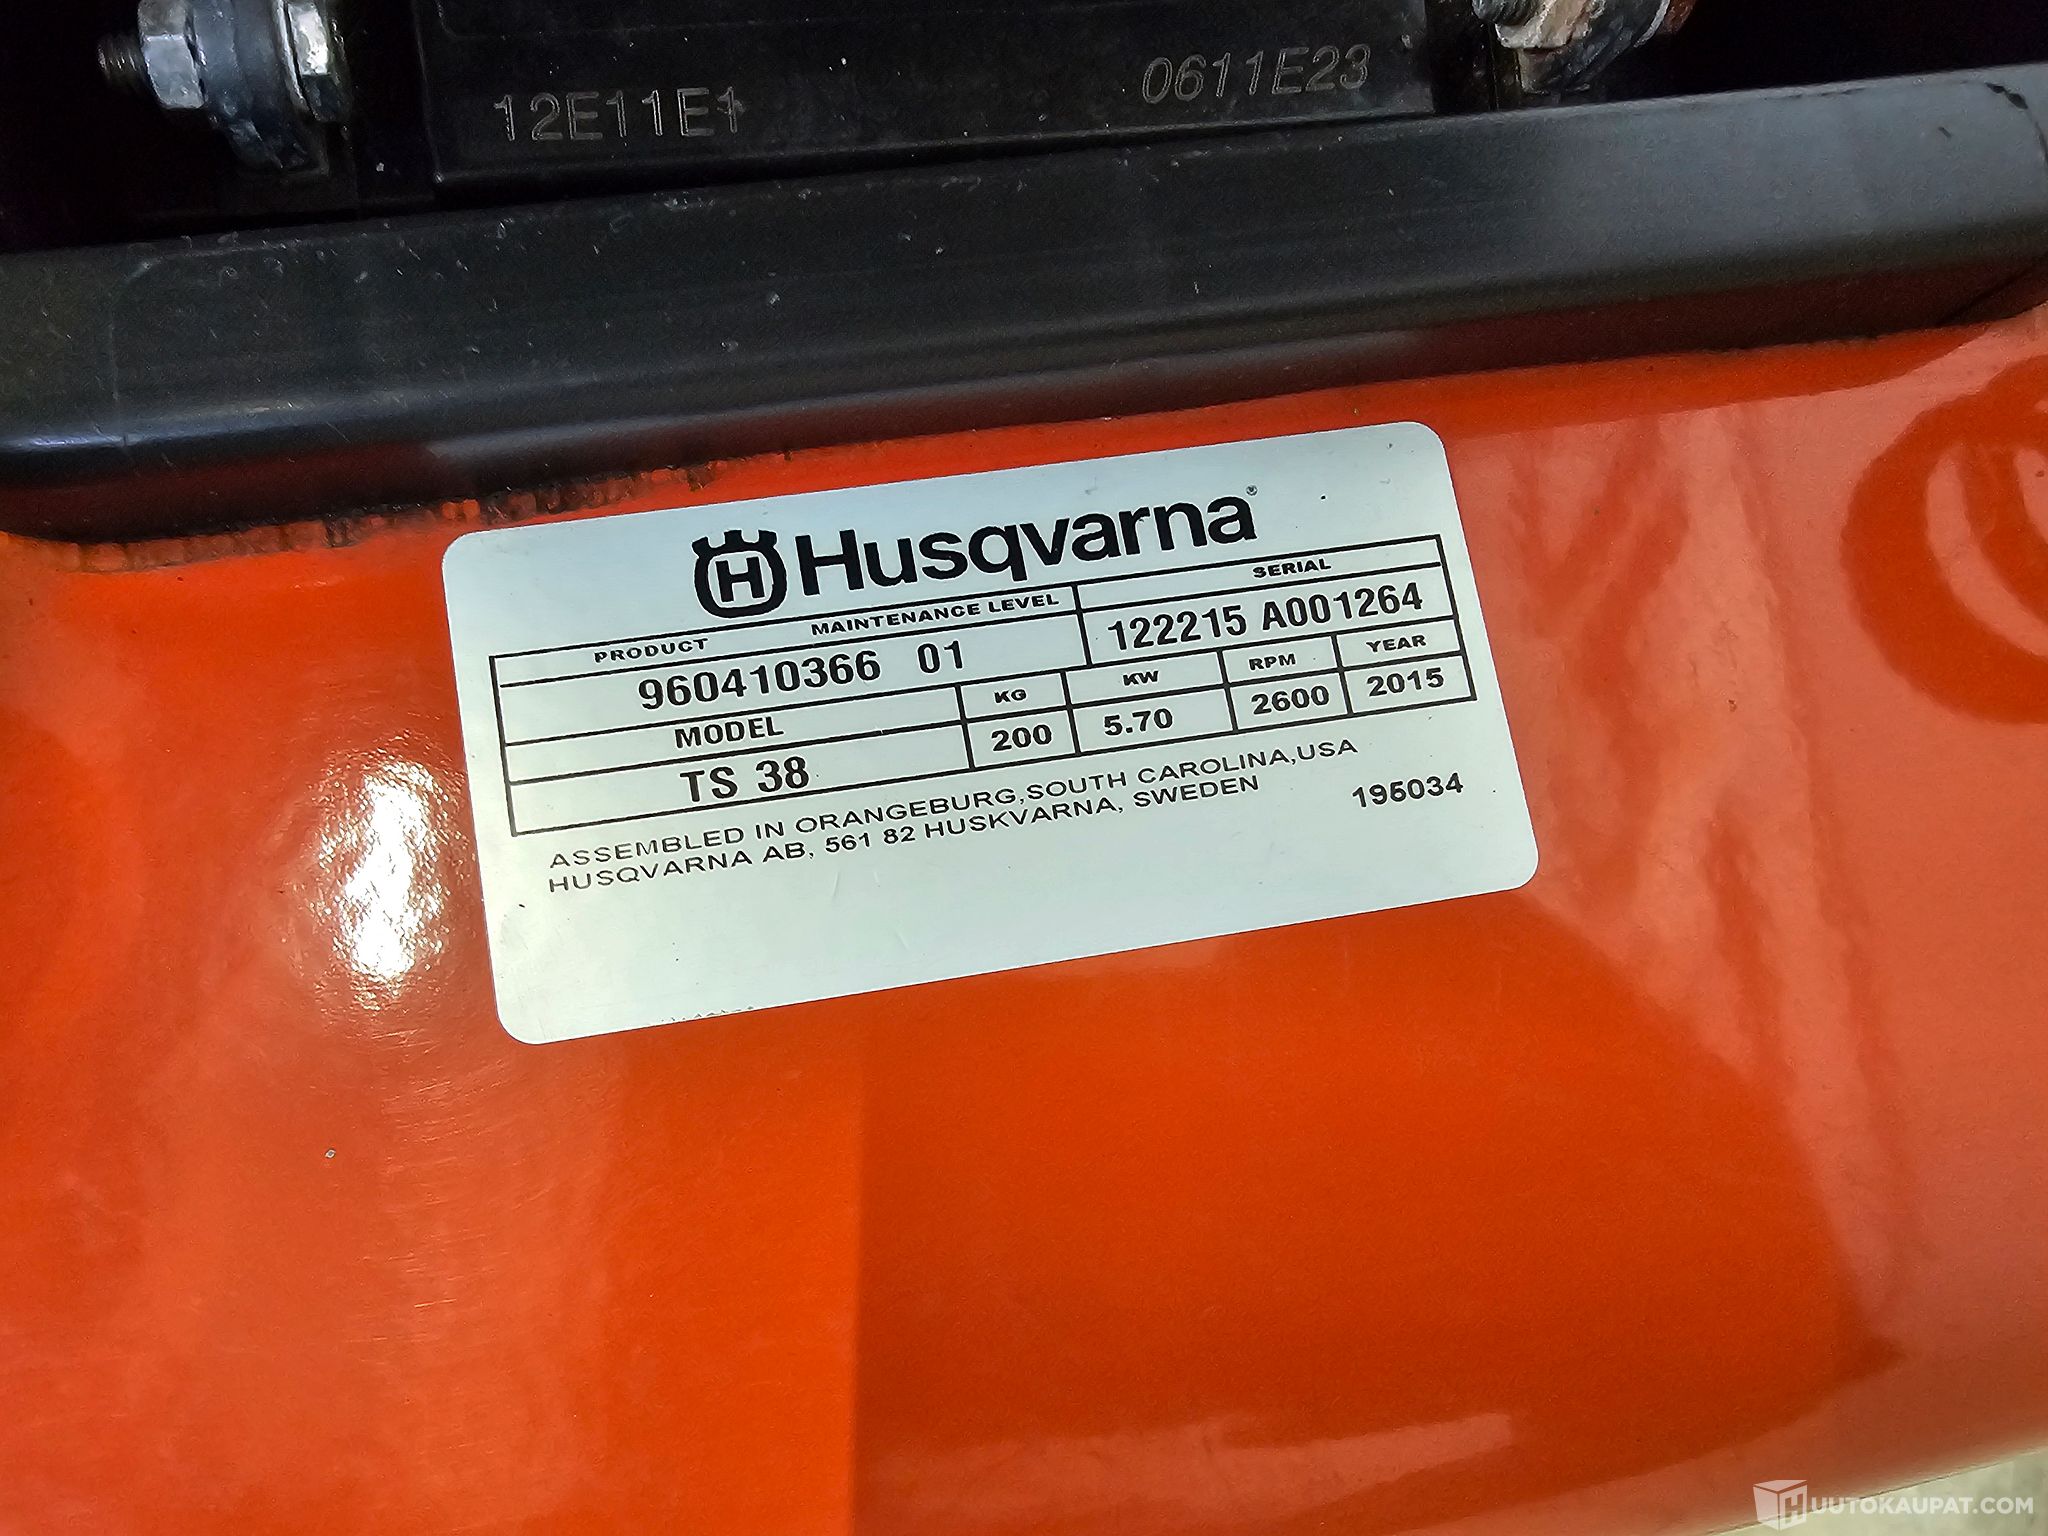 12E11E1
0611E23
H Husqvarna®
PRODUCT MAINTENANCE LEVEL SERIAL
960410366 01 122215 A001264
MODEL KG KW RPM YEAR
TS 38 200 5.70 2600 2015
ASSEMBLED IN ORANGEBURG,SOUTH CAROLINA,USA
HUSQVARNA AB, 561 82 HUSKVARNA, SWEDEN 195034
HUUTOKAUPAT.COM